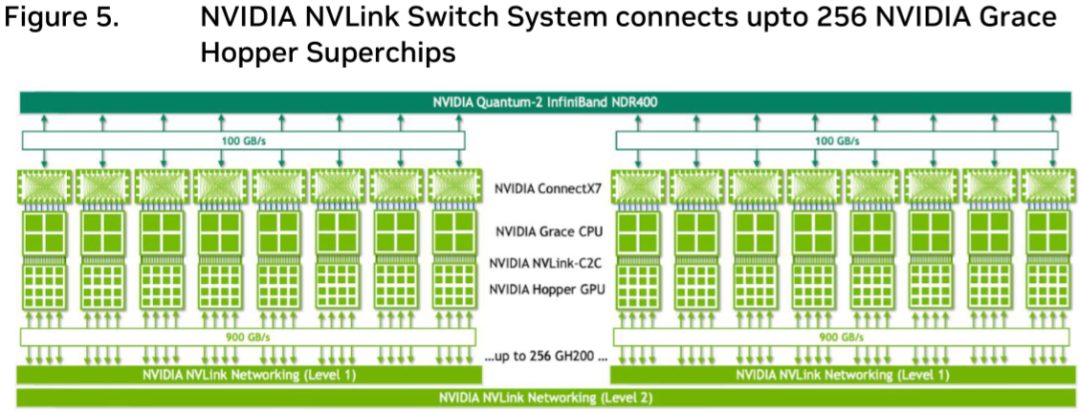 Figure 5. NVIDIA NVLink Switch System connects upto 256 NVIDIA Grace
Hopper Superchips
NVIDIA Quantum-2 InfiniBand NDR400
100 GB/s
100 GB/s
NVIDIA ConnectX7
NVIDIA Grace CPU
NVIDIA NVLink-C2C
NVIDIA Hopper GPU
900 GB/s
900 GB/s
...up to 256 GH200 ...
NVIDIA NVLink Networking (Level 1)
NVIDIA NVLink Networking (Level 1)
NVIDIA NVLink Networking (Level 2)